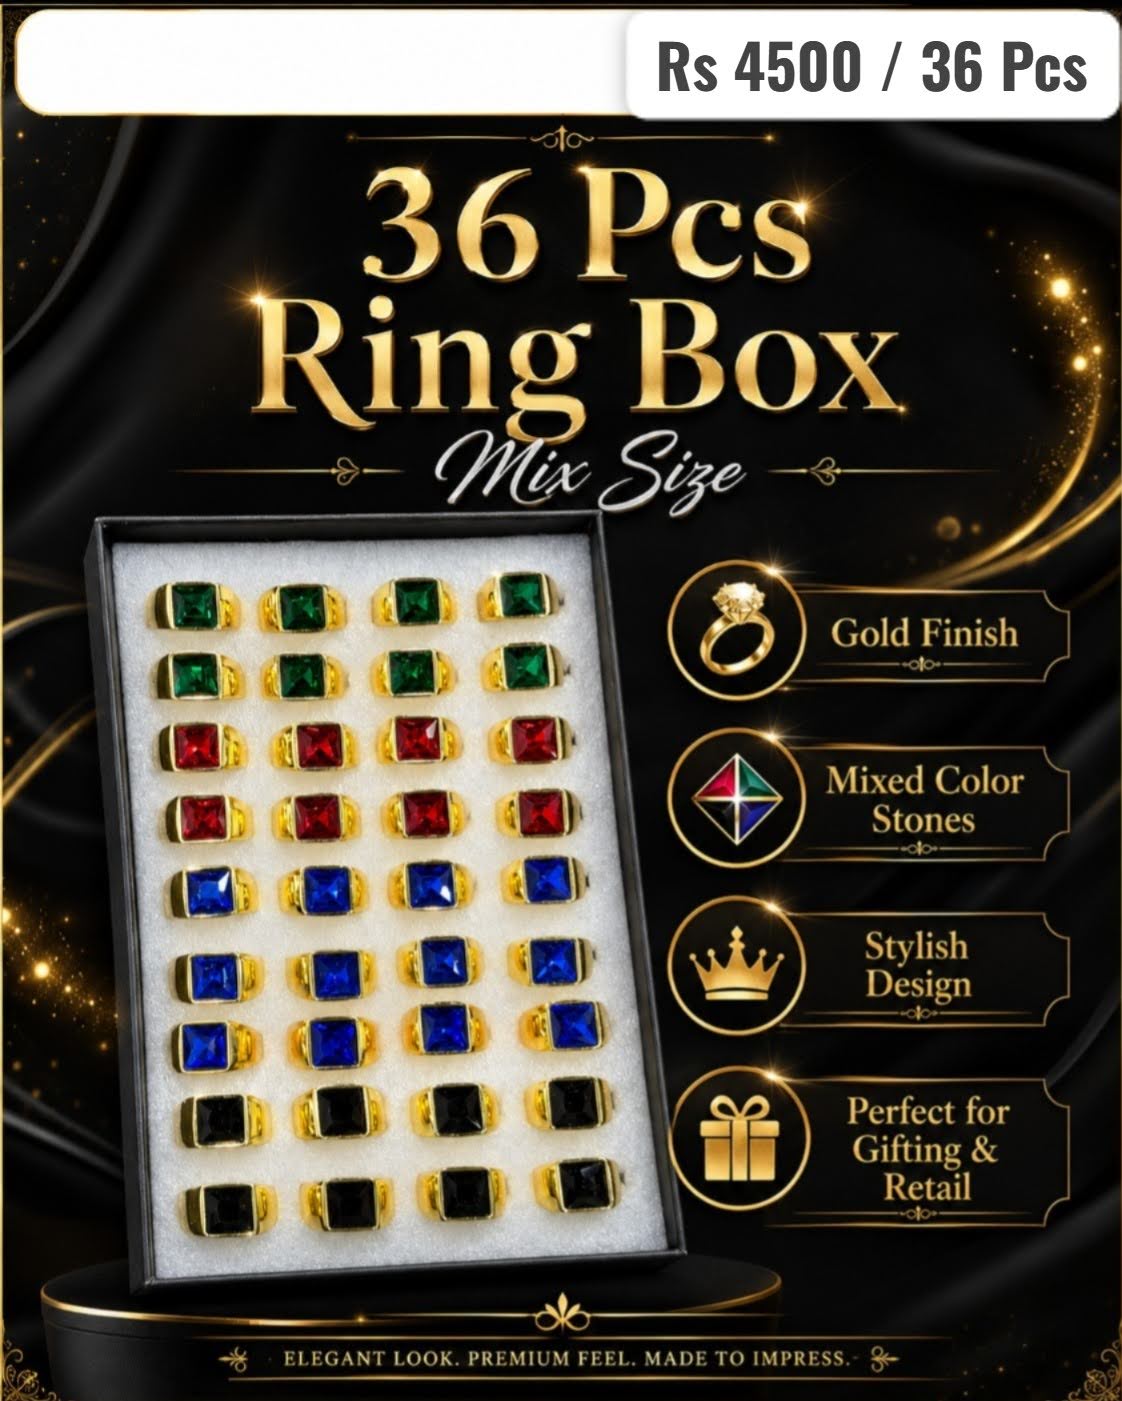 Rs 4500 / 36 Pcs
36 Pcs
Ring Box
Mix Size
Gold Finish
Mixed Color
Stones
Stylish
Design
Perfect for
Gifting &
Retail
ELEGANT LOOK. PREMIUM FEEL. MADE TO IMPRESS.